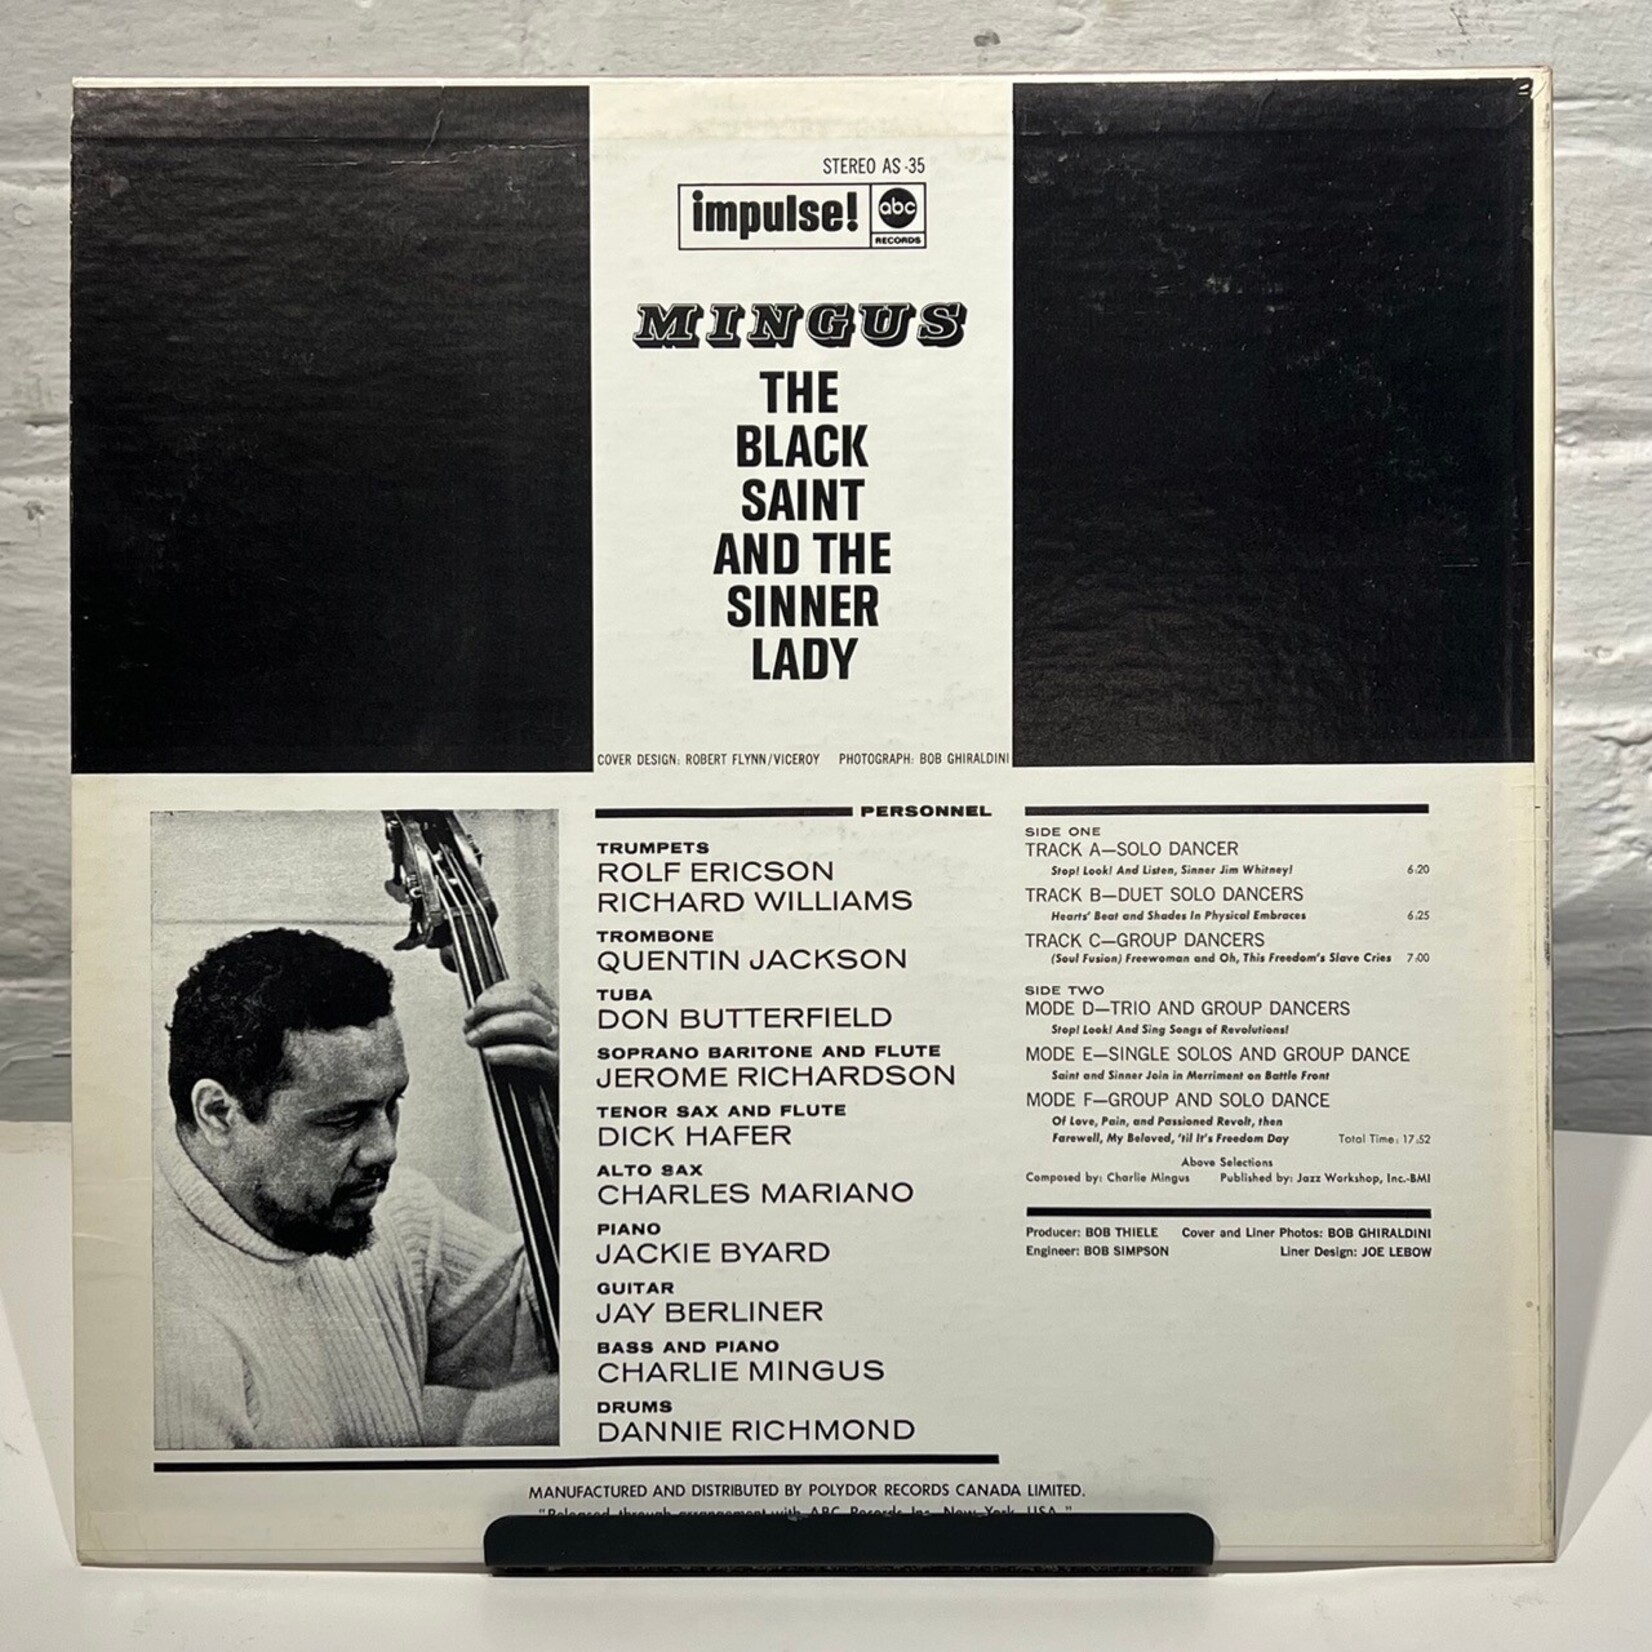 STEREO AS-35
impulse! abc RECORDS
MINGUS
THE
BLACK
SAINT
AND THE
SINNER
LADY
COVER DESIGN: ROBERT FLYNN/VICEROY PHOTOGRAPH: BOB GHIRALDINI
PERSONNEL
TRUMPETS
ROLF ERICSON
RICHARD WILLIAMS
TROMBONE
QUENTIN JACKSON
TUBA
DON BUTTERFIELD
SOPRANO BARITONE AND FLUTE
JEROME RICHARDSON
TENOR SAX AND FLUTE
DICK HAFER
ALTO SAX
CHARLES MARIANO
PIANO
JACKIE BYARD
GUITAR
JAY BERLINER
BASS AND PIANO
CHARLIE MINGUS
DRUMS
DANNIE RICHMOND
SIDE ONE
TRACK A—SOLO DANCER
Stop! Look! And Listen, Sinner Jim Whitney! 6:20
TRACK B—DUET SOLO DANCERS
Hearts' Beat and Shades In Physical Embraces 6:25
TRACK C—GROUP DANCERS
(Soul Fusion) Freewoman and Oh, This Freedom's Slave Cries 7:00
SIDE TWO
MODE D—TRIO AND GROUP DANCERS
Stop! Look! And Sing Songs of Revolutions!
MODE E—SINGLE SOLOS AND GROUP DANCE
Saint and Sinner Join in Merriment on Battle Front
MODE F—GROUP AND SOLO DANCE
Of Love, Pain, and Passioned Revolt, then
Farewell, My Beloved, 'til It's Freedom Day Total Time: 17:52
Above Selections
Composed by: Charlie Mingus Published by: Jazz Workshop, Inc.-BMI
Producer: BOB THIELE Cover and Liner Photos: BOB GHIRALDINI
Engineer: BOB SIMPSON Liner Design: JOE LEBOW
MANUFACTURED AND DISTRIBUTED BY POLYDOR RECORDS CANADA LIMITED.
"Released through arrangement with ABC Records Inc. New York, USA."